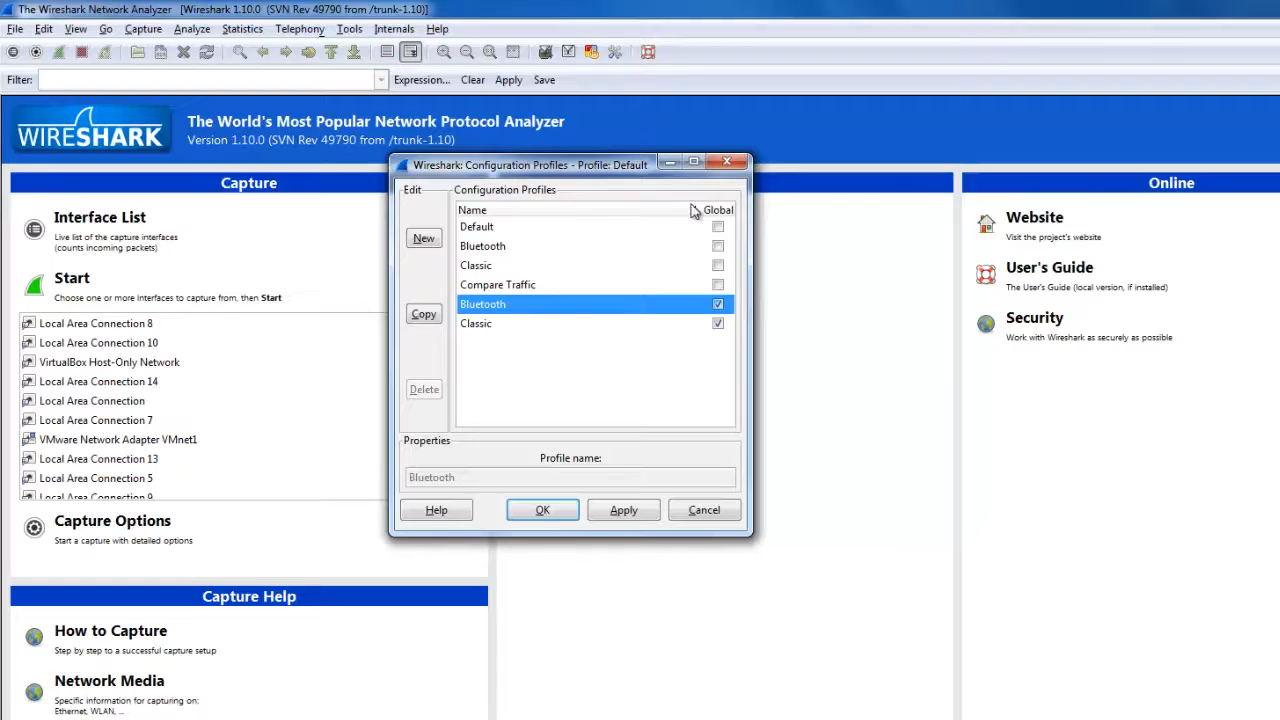 The Wireshark Network Analyzer [Wireshark 1.10.0 (SVN Rev 49790 from /trunk-1.10)]
File Edit View Go Capture Analyze Statistics Telephony Tools Internals Help
Filter: Expression... Clear Apply Save
WIRESHARK
The World's Most Popular Network Protocol Analyzer
Version 1.10.0 (SVN Rev 49790 from /trunk-1.10)
Capture
Interface List
Live list of the capture interfaces
(counts incoming packets)
Start
Choose one or more interfaces to capture from, then Start
Local Area Connection 8
Local Area Connection 10
VirtualBox Host-Only Network
Local Area Connection 14
Local Area Connection
Local Area Connection 7
VMware Network Adapter VMnet1
Local Area Connection 13
Local Area Connection 5
Local Area Connection 9
Capture Options
Start a capture with detailed options
Capture Help
How to Capture
Step by step to a successful capture setup
Network Media
Specific information for capturing on:
Ethernet, WLAN, ...
Wireshark: Configuration Profiles - Profile: Default
Edit
New
Copy
Delete
Configuration Profiles
Name Global
Default
Bluetooth
Classic
Compare Traffic
Bluetooth
Classic
Properties
Profile name:
Bluetooth
Help OK Apply Cancel
Online
Website
Visit the project's website
User's Guide
The User's Guide (local version, if installed)
Security
Work with Wireshark as securely as possible